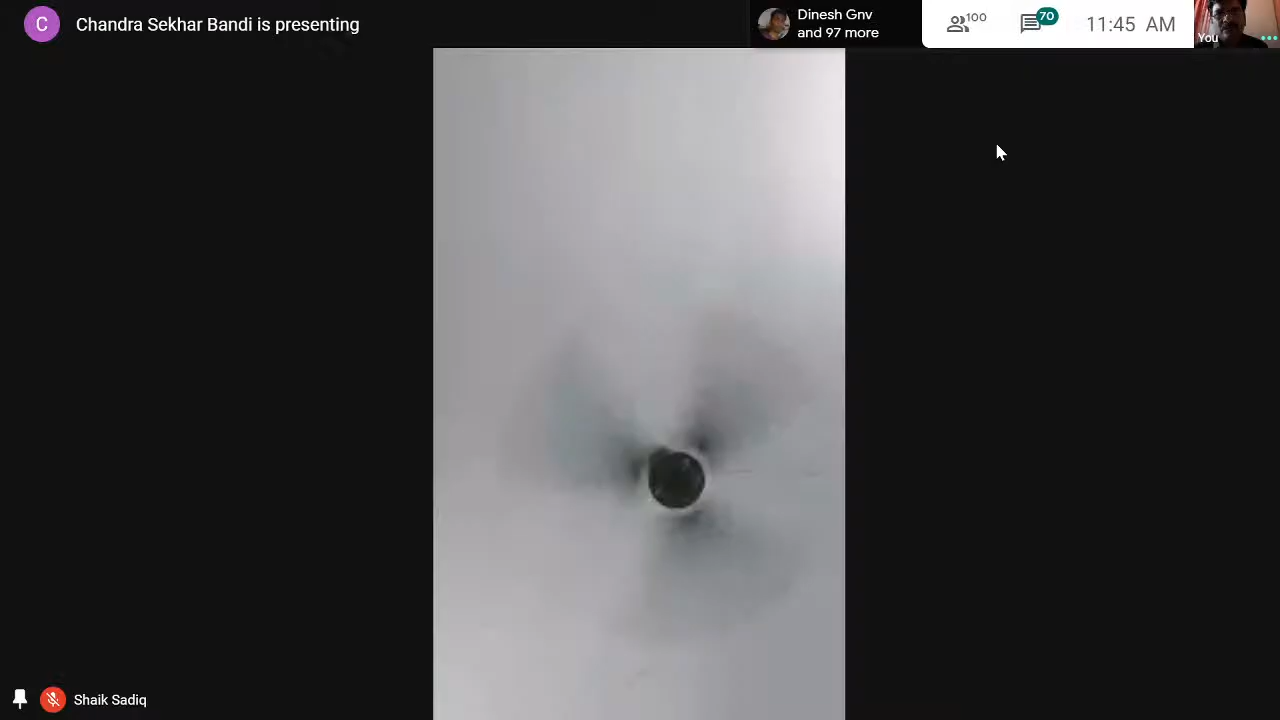 C
Chandra Sekhar Bandi is presenting
Dinesh Gnv
and 97 more
100
70
11:45 AM
You
Shaik Sadiq